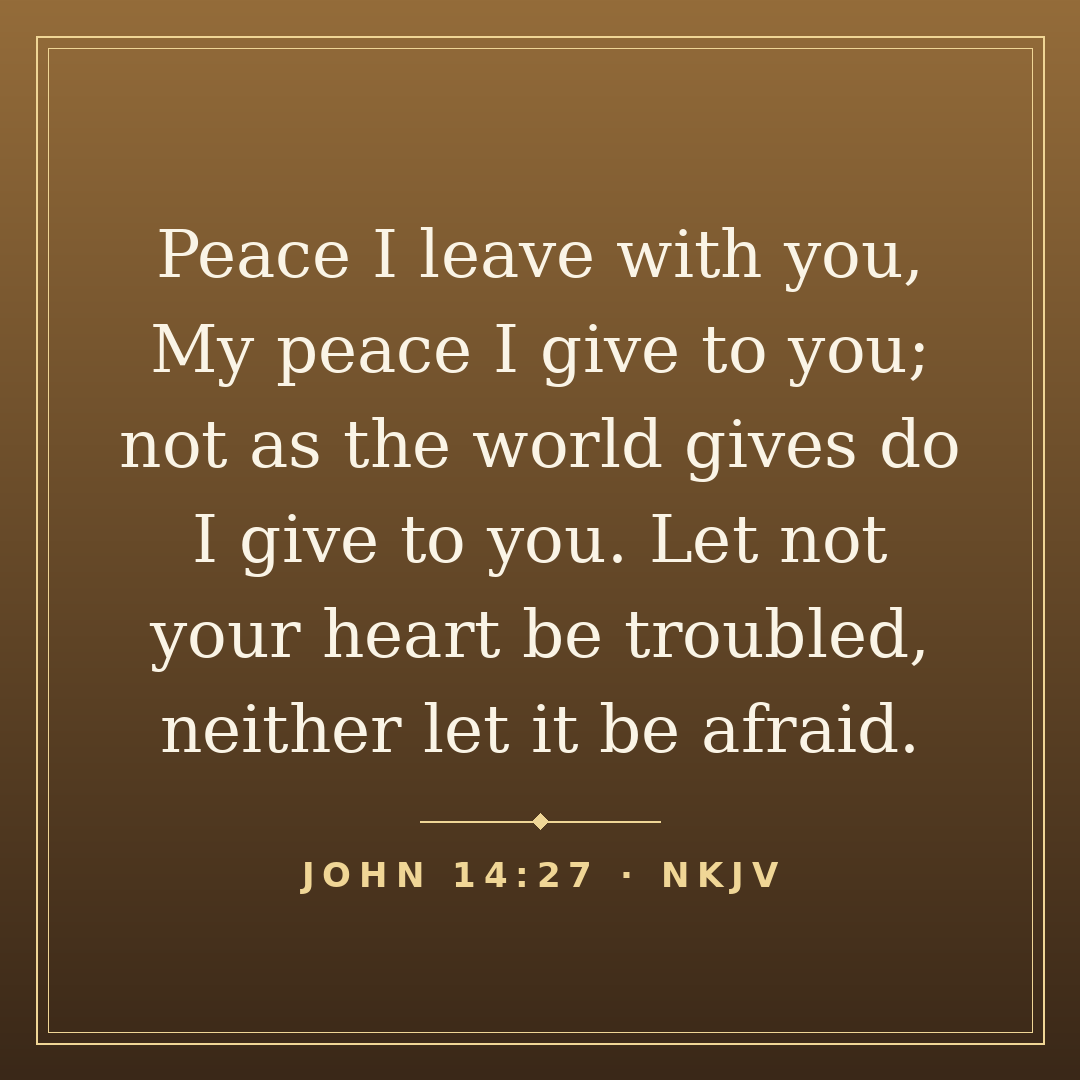 Peace I leave with you,
My peace I give to you;
not as the world gives do
I give to you. Let not
your heart be troubled,
neither let it be afraid.
JOHN 14:27 · NKJV